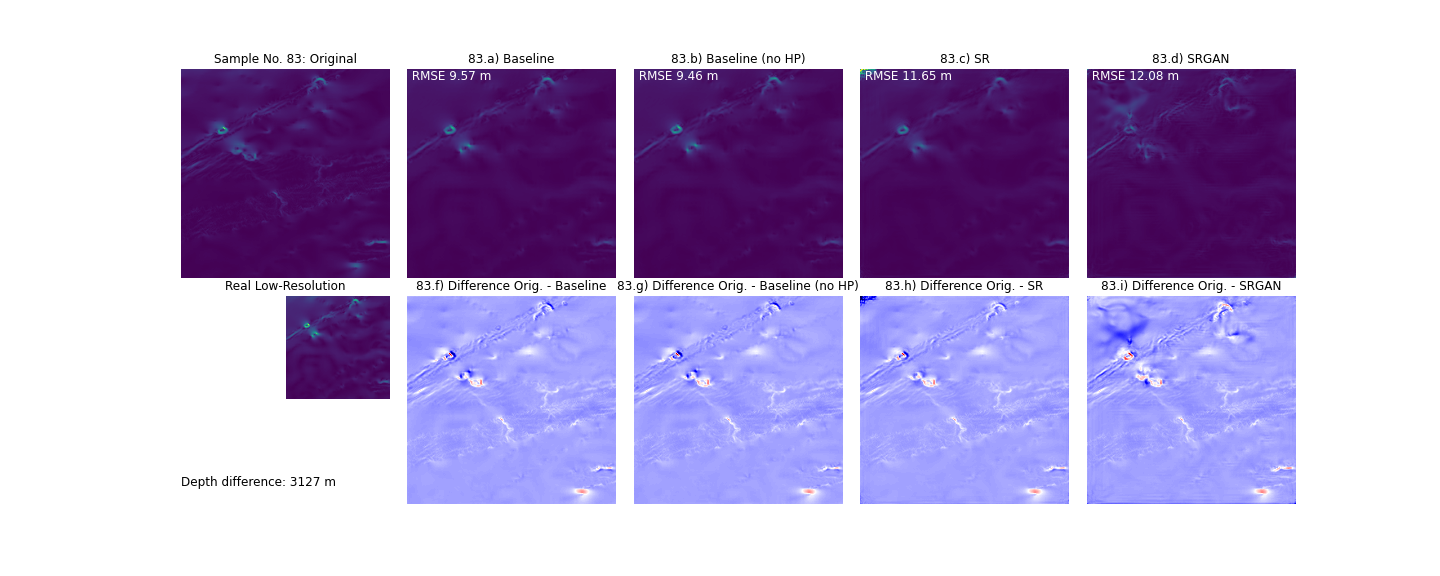 Sample No. 83: Original
83.a) Baseline
83.b) Baseline (no HP)
83.c) SR
83.d) SRGAN
RMSE 9.57 m
RMSE 9.46 m
RMSE 11.65 m
RMSE 12.08 m
Real Low-Resolution
83.f) Difference Orig. - Baseline
83.g) Difference Orig. - Baseline (no HP)
83.h) Difference Orig. - SR
83.i) Difference Orig. - SRGAN
Depth difference: 3127 m